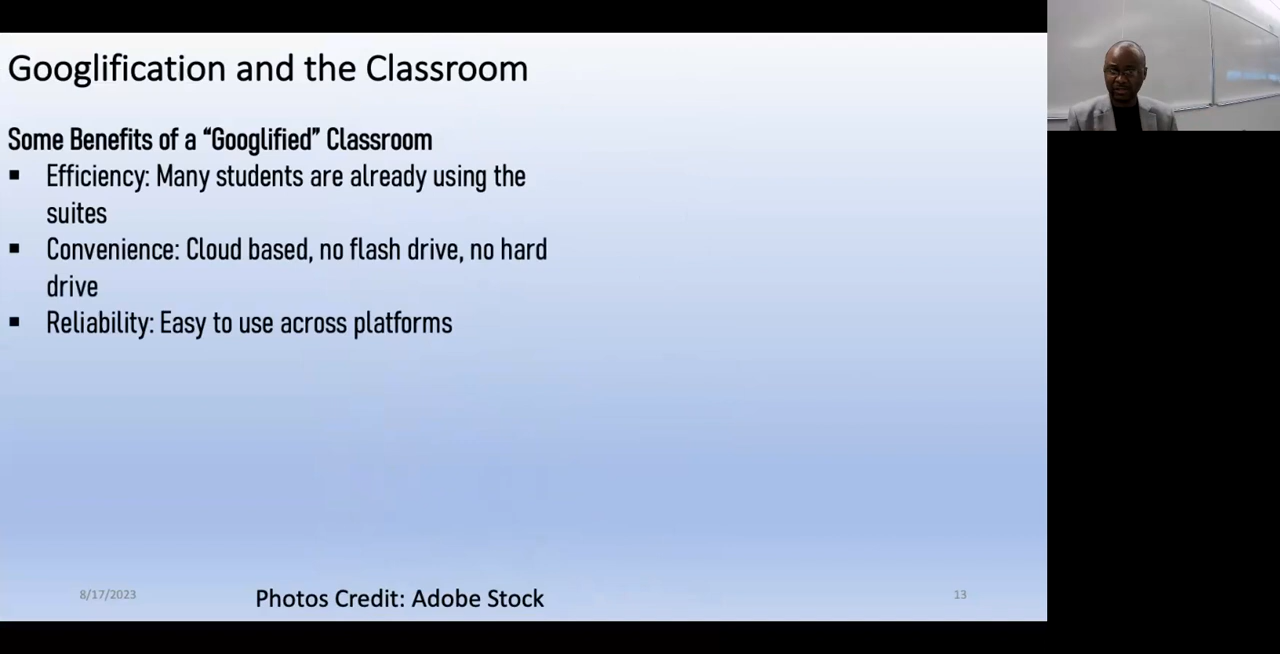 Googlification and the Classroom
Some Benefits of a “Googlified” Classroom
▪ Efficiency: Many students are already using the
suites
▪ Convenience: Cloud based, no flash drive, no hard
drive
▪ Reliability: Easy to use across platforms
8/17/2023
Photos Credit: Adobe Stock
13